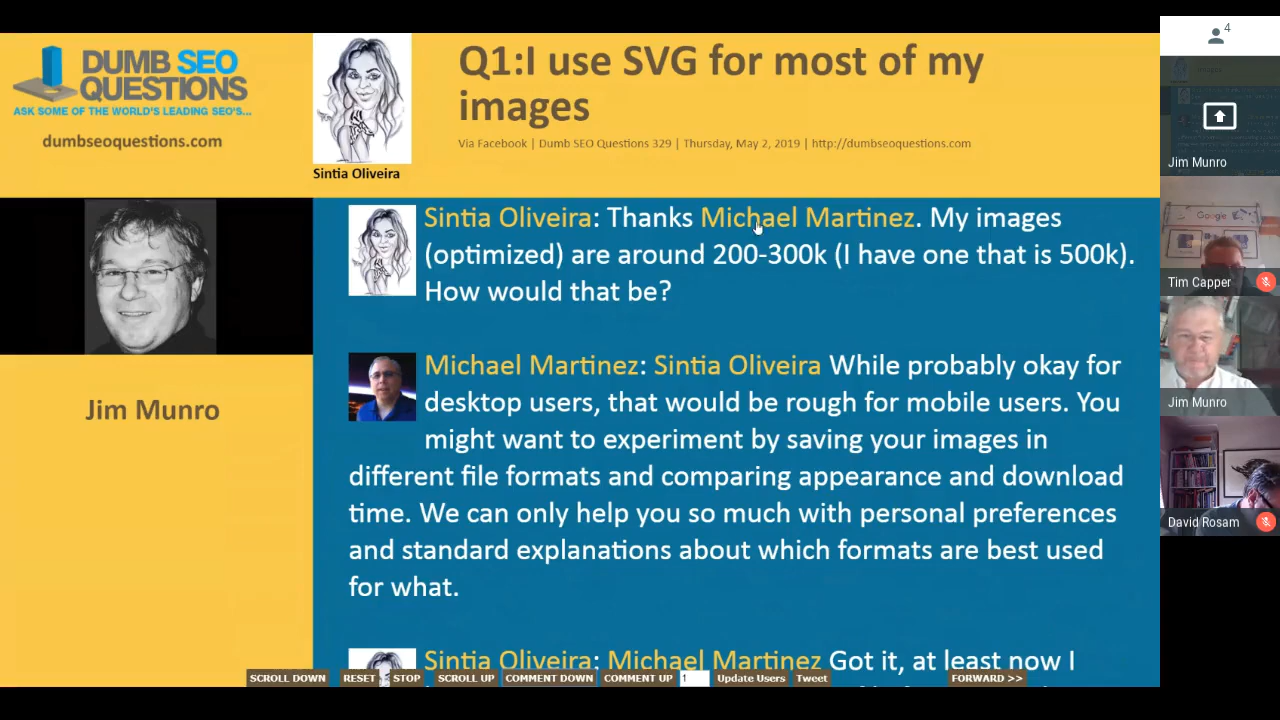 DUMB SEO
QUESTIONS
ASK SOME OF THE WORLD'S LEADING SEO'S...
dumbseoquestions.com
Sintia Oliveira
Q1:I use SVG for most of my
images
Via Facebook | Dumb SEO Questions 329 | Thursday, May 2, 2019 | http://dumbseoquestions.com
Jim Munro
Sintia Oliveira: Thanks Michael Martinez. My images
(optimized) are around 200-300k (I have one that is 500k).
How would that be?
Michael Martinez: Sintia Oliveira While probably okay for
desktop users, that would be rough for mobile users. You
might want to experiment by saving your images in
different file formats and comparing appearance and download
time. We can only help you so much with personal preferences
and standard explanations about which formats are best used
for what.
Sintia Oliveira: Michael Martinez Got it, at least now I
SCROLL DOWN RESET STOP SCROLL UP COMMENT DOWN COMMENT UP 1 Update Users Tweet FORWARD >>
4
Jim Munro
Google
Tim Capper
Jim Munro
David Rosam